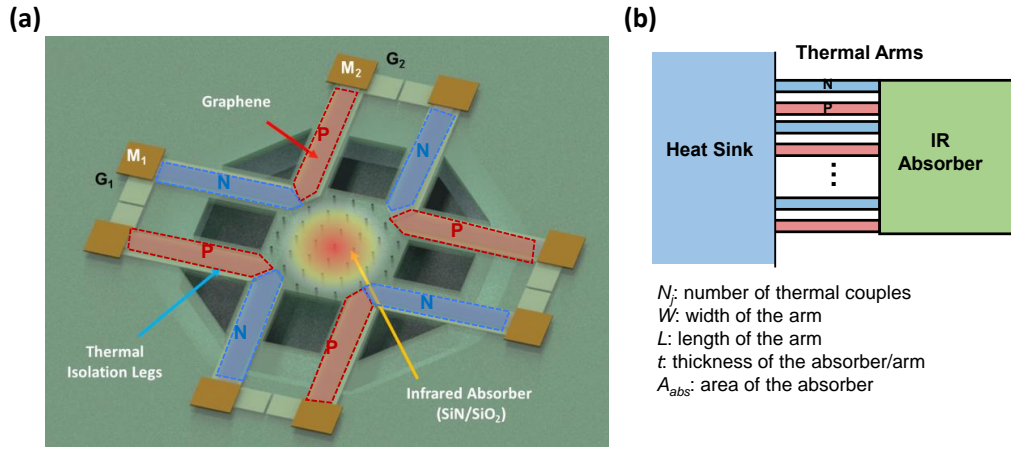 (a)
M₂
G₂
Graphene
P
N
M₁
N
G₁
P
P
N
P
N
Thermal
Isolation Legs
Infrared Absorber
(SiN/SiO₂)
(b)
Thermal Arms
N
P
Heat Sink
IR
Absorber
⋮
Nⱼ: number of thermal couples
W: width of the arm
L: length of the arm
t: thickness of the absorber/arm
A_abs: area of the absorber